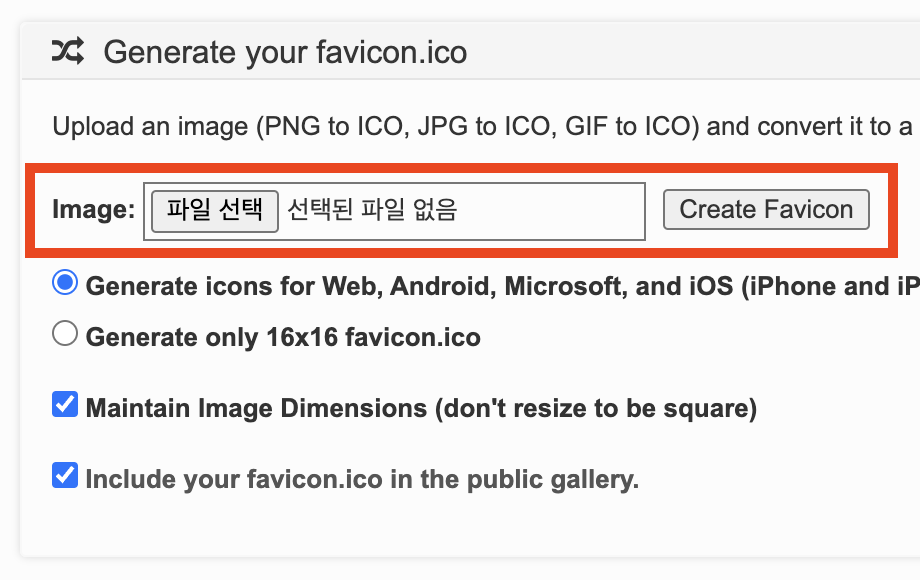 Generate your favicon.ico
Upload an image (PNG to ICO, JPG to ICO, GIF to ICO) and convert it to a
Image: 파일 선택 선택된 파일 없음 Create Favicon
Generate icons for Web, Android, Microsoft, and iOS (iPhone and iP
Generate only 16x16 favicon.ico
Maintain Image Dimensions (don't resize to be square)
Include your favicon.ico in the public gallery.